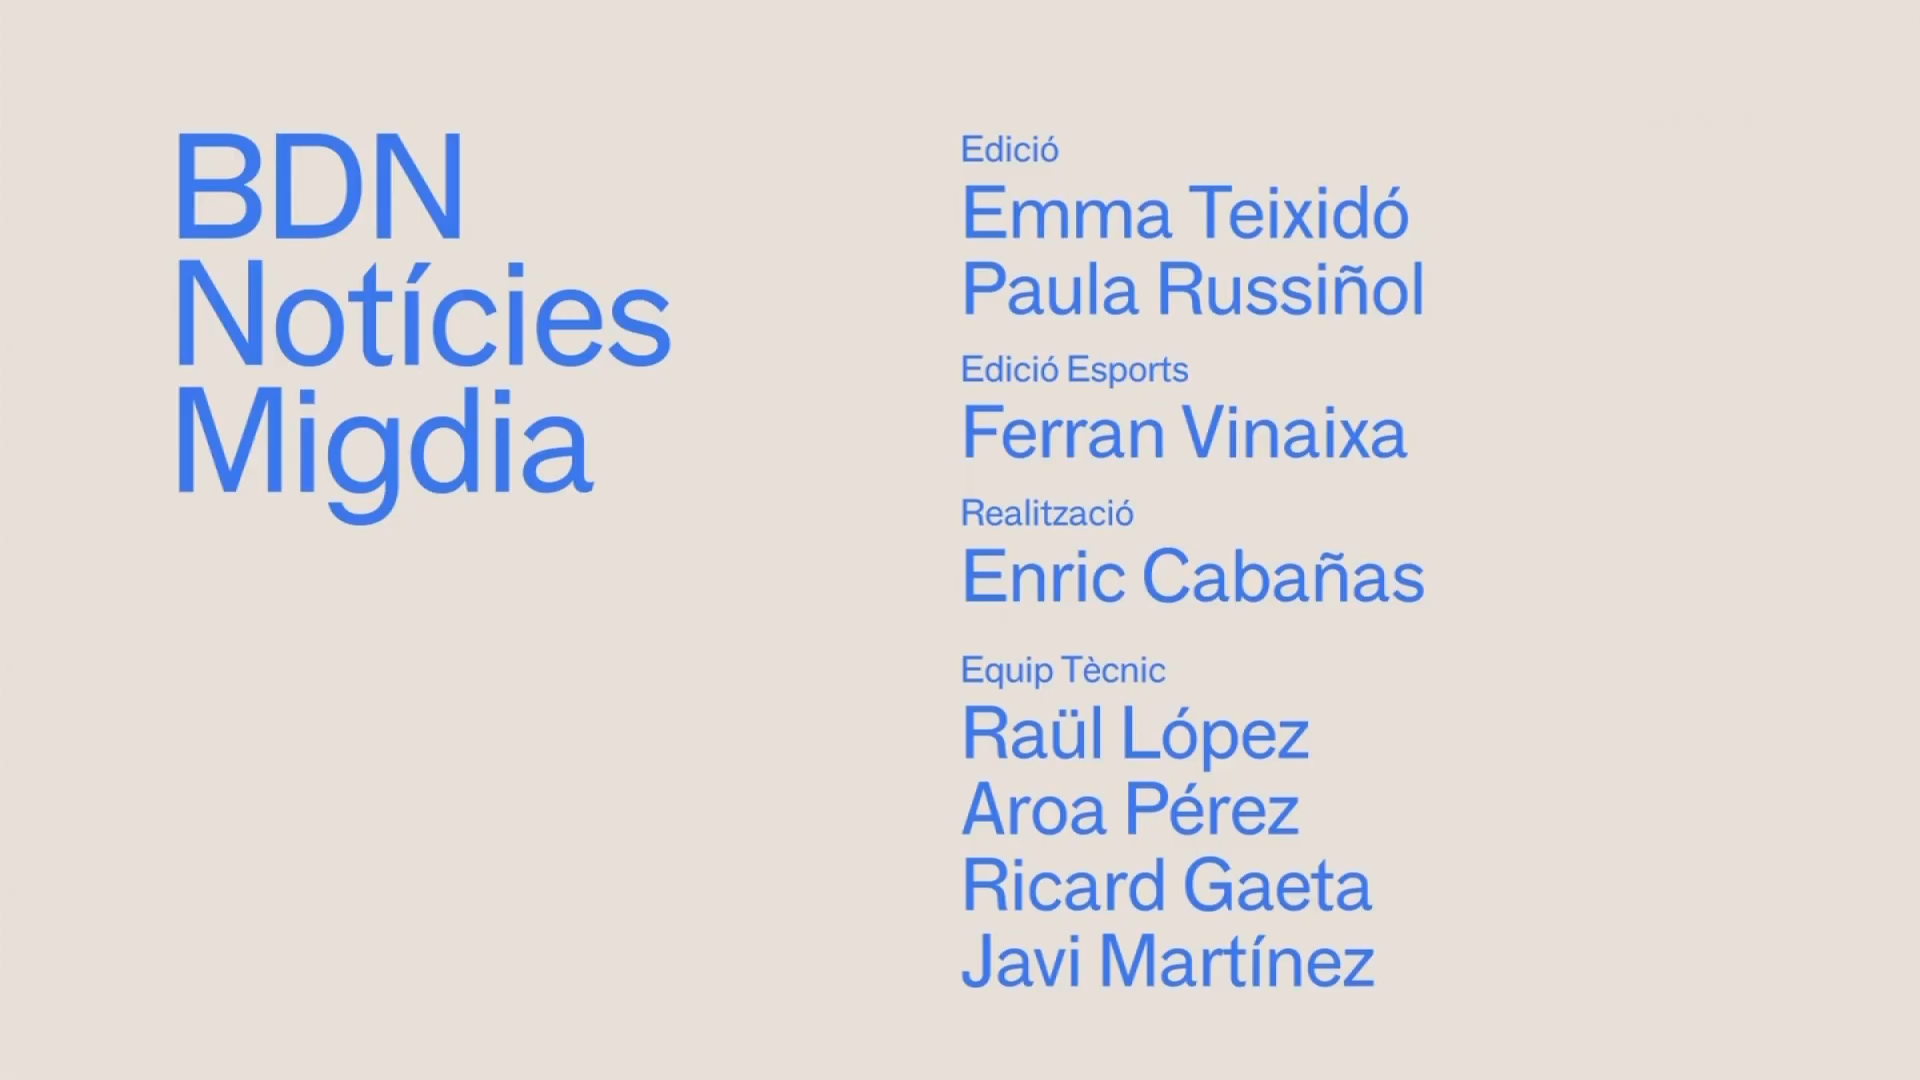 BDN
Notícies
Migdia
Edició
Emma Teixidó
Paula Russiñol
Edició Esports
Ferran Vinaixa
Realització
Enric Cabañas
Equip Tècnic
Raül López
Aroa Pérez
Ricard Gaeta
Javi Martínez